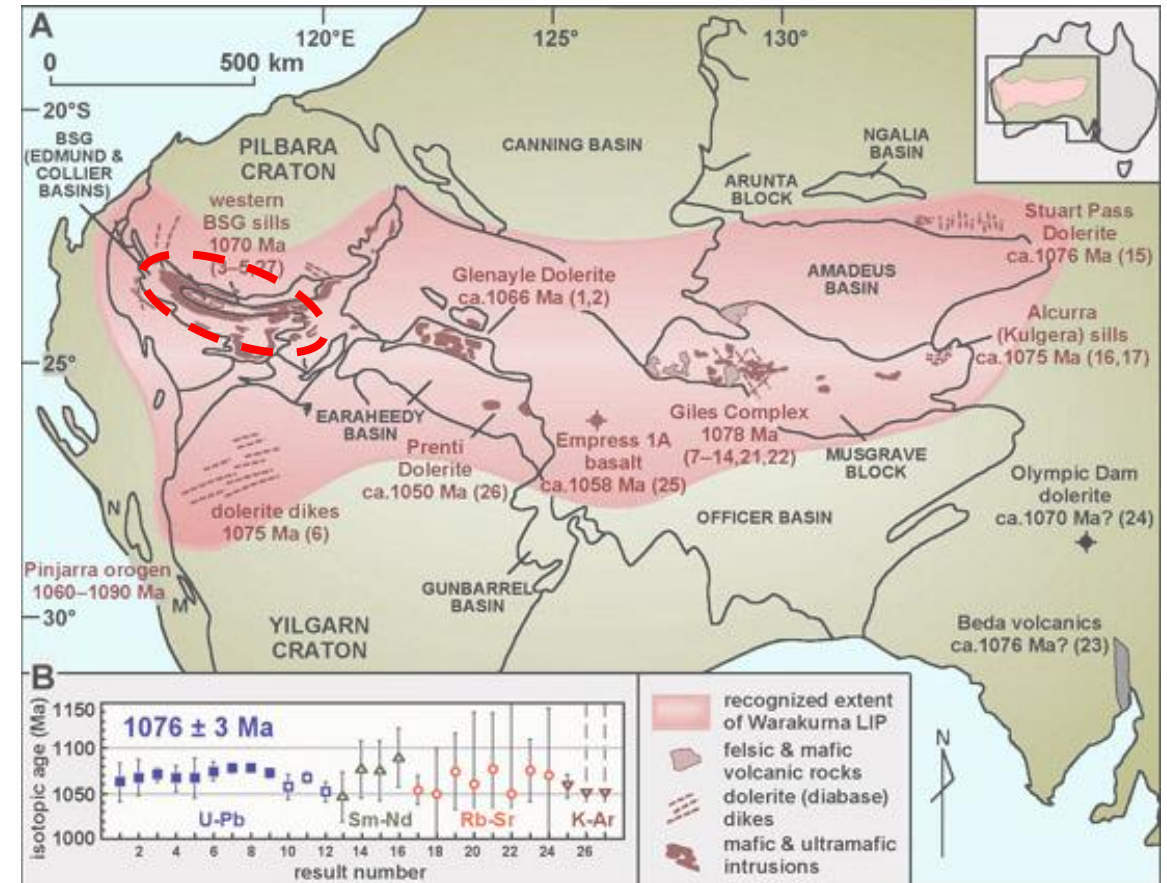 A
120°E
125°
130°
0
500 km
20°S
BSG
(EDMUND &
COLLIER
BASINS)
PILBARA
CRATON
CANNING BASIN
NGALIA
BASIN
ARUNTA
BLOCK
western
BSG sills
1070 Ma
(3–5,27)
Stuart Pass
Dolerite
ca.1076 Ma (15)
Glenayle Dolerite
ca.1066 Ma (1,2)
AMADEUS
BASIN
Alcurra
(Kulgera) sills
ca.1075 Ma (16,17)
25°
EARAHEEDY
BASIN
Prenti
Dolerite
ca.1050 Ma (26)
Empress 1A
basalt
ca.1058 Ma (25)
Giles Complex
1078 Ma
(7–14,21,22)
MUSGRAVE
BLOCK
dolerite dikes
1075 Ma (6)
OFFICER BASIN
Olympic Dam
dolerite
ca.1070 Ma? (24)
N
Pinjarra orogen
1060–1090 Ma
M
GUNBARREL
BASIN
30°
YILGARN
CRATON
Beda volcanics
ca.1076 Ma? (23)
B
isotopic age (Ma)
1150
1100
1050
1000
1076 ± 3 Ma
U-Pb
Sm-Nd
Rb-Sr
K-Ar
2 4 6 8 10 12 14 16 18 20 22 24 26
result number
recognized extent
of Warakurna LIP
felsic & mafic
volcanic rocks
dolerite (diabase)
dikes
mafic & ultramafic
intrusions
N